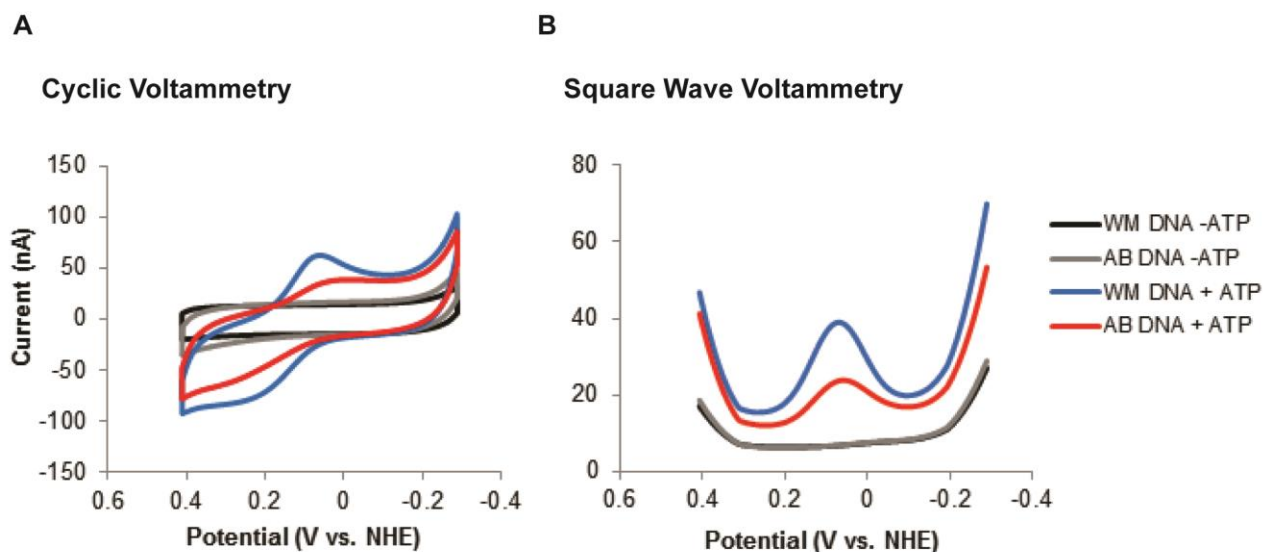 A
B
Cyclic Voltammetry
Square Wave Voltammetry
150
100
50
0
-50
-100
-150
Current (nA)
0.6 0.4 0.2 0 -0.2 -0.4
Potential (V vs. NHE)
80
60
40
20
0
0.6 0.4 0.2 0 -0.2 -0.4
Potential (V vs. NHE)
WM DNA -ATP
AB DNA -ATP
WM DNA + ATP
AB DNA + ATP